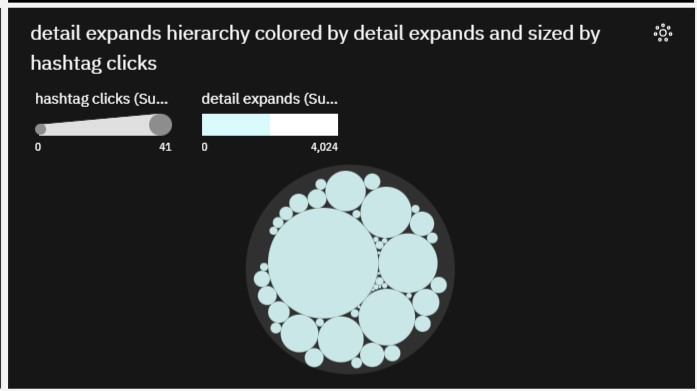 detail expands hierarchy colored by detail expands and sized by
hashtag clicks
hashtag clicks (Su... detail expands (Su...
0 41 0 4,024